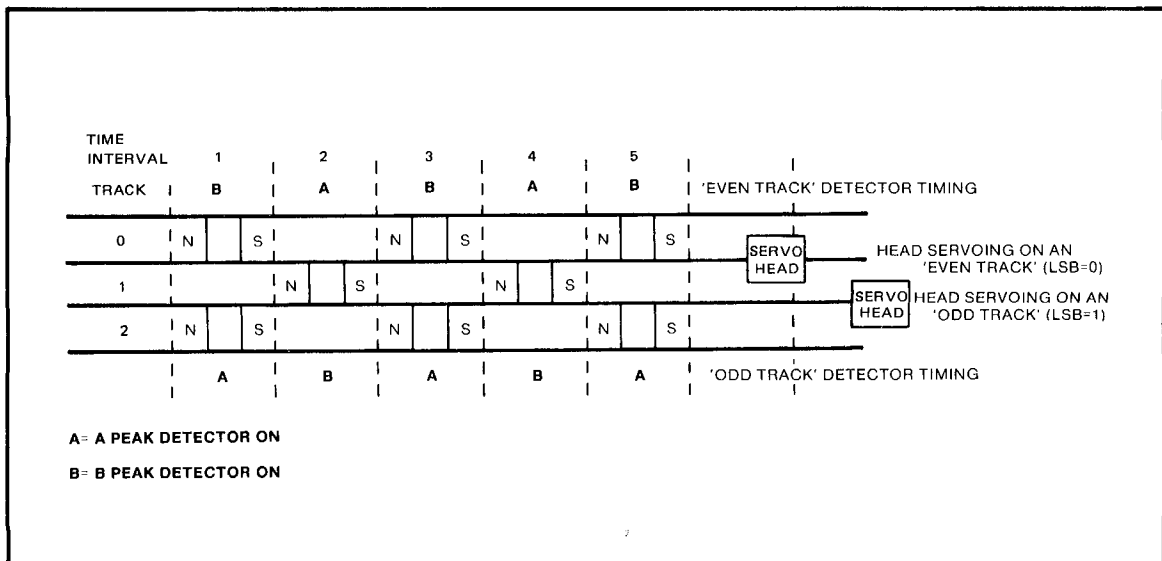 TIME
INTERVAL 1 2 3 4 5
TRACK B A B A B 'EVEN TRACK' DETECTOR TIMING
0 N S N S N S
SERVO HEAD
HEAD SERVOING ON AN
'EVEN TRACK' (LSB=0)
1 N S N S
SERVO HEAD
HEAD SERVOING ON AN
'ODD TRACK' (LSB=1)
2 N S N S N S
A B A B A 'ODD TRACK' DETECTOR TIMING
A= A PEAK DETECTOR ON
B= B PEAK DETECTOR ON